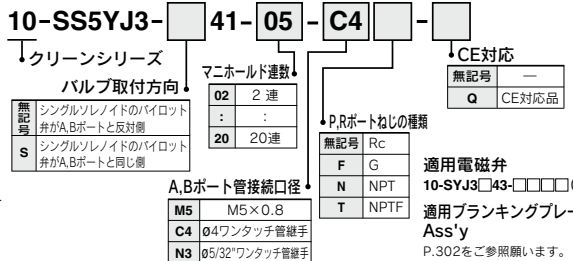 10-SS5YJ3-□41-05-C4□-□
クリーンシリーズ
バルブ取付方向
無記号 シングルソレノイドのパイロット弁がA,Bポートと反対側
S シングルソレノイドのパイロット弁がA,Bポートと同じ側
マニホールド連数
02 2連
: :
20 20連
A,Bポート管接続口径
M5 M5×0.8
C4 ø4ワンタッチ管継手
N3 ø5/32"ワンタッチ管継手
P,Rポートねじの種類
無記号 Rc
F G
N NPT
T NPTF
CE対応
無記号 —
Q CE対応品
適用電磁弁
10-SYJ3□43-□□□□
適用ブランキングプレー
Ass'y
P.302をご参照願います。